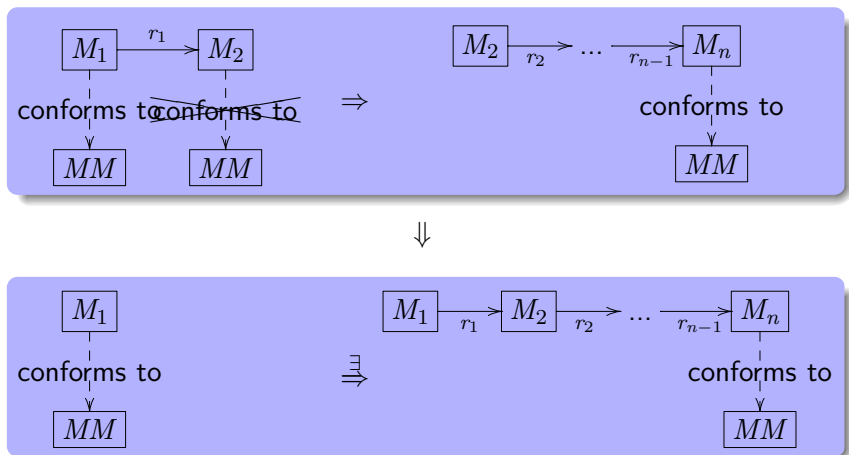 M₁ r₁ M₂ M₂ r₂ ... rₙ₋₁ Mₙ
conforms to conforms to ⇒ conforms to
MM MM MM
⇓
M₁ M₁ r₁ M₂ r₂ ... rₙ₋₁ Mₙ
conforms to ∃ ⇒ conforms to
MM MM